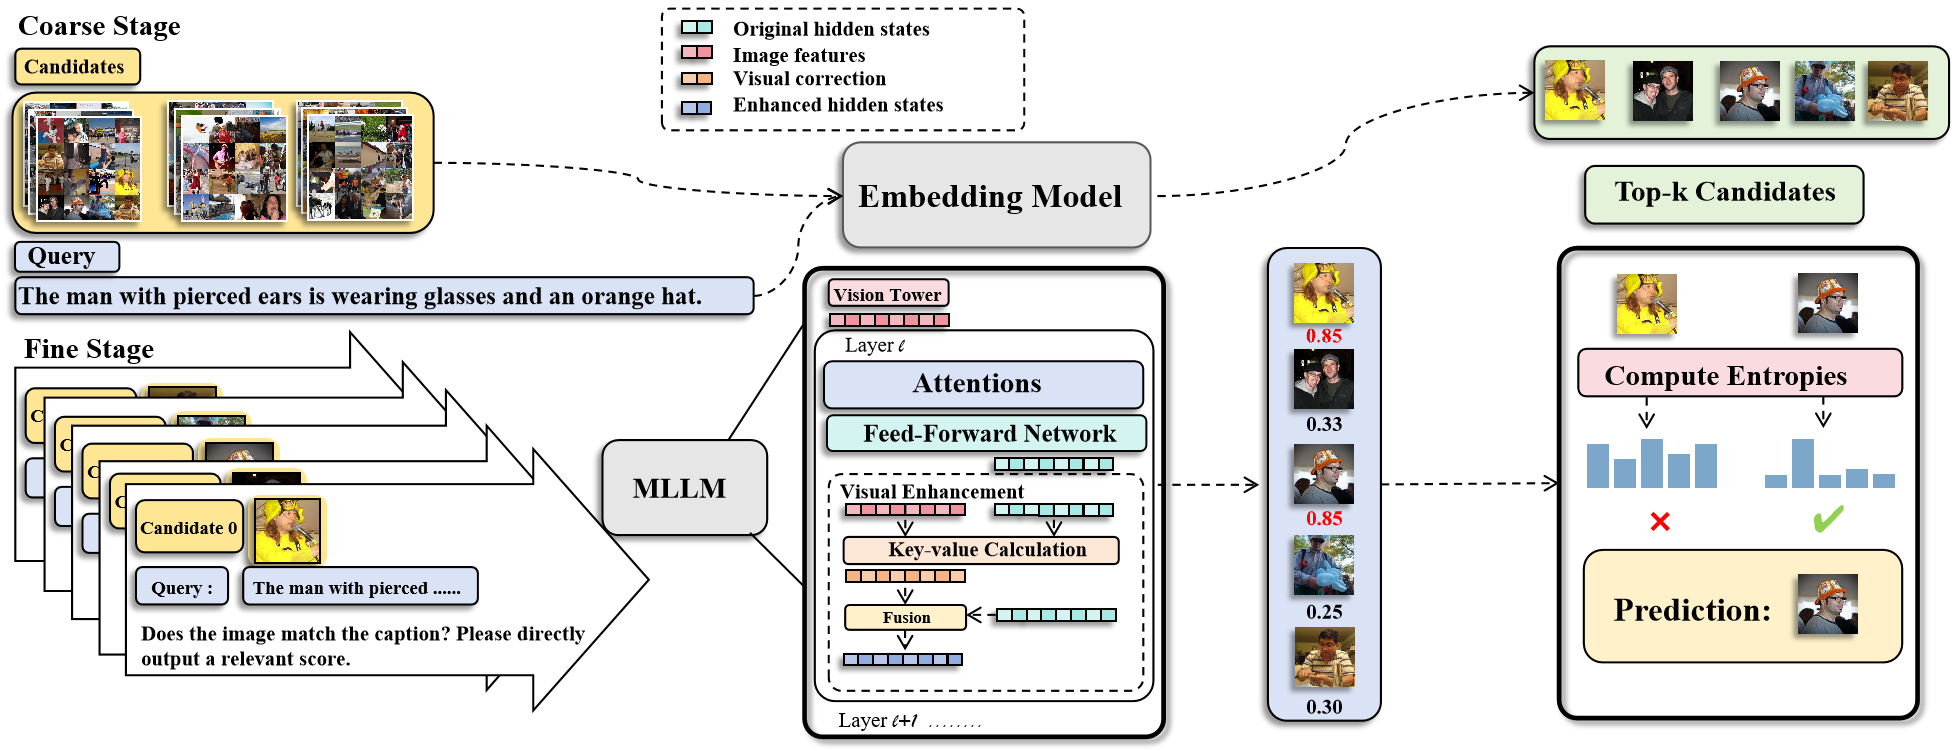 Coarse Stage
Candidates
Original hidden states
Image features
Visual correction
Enhanced hidden states
Embedding Model
Top-k Candidates
Query
The man with pierced ears is wearing glasses and an orange hat.
Fine Stage
C
C
C
C
Candidate 0
Query :
The man with pierced ......
Does the image match the caption? Please directly
output a relevant score.
MLLM
Vision Tower
Layer ℓ
Attentions
Feed-Forward Network
Visual Enhancement
Key-value Calculation
Fusion
Layer ℓ+1 ........
0.85
0.33
0.85
0.25
0.30
Compute Entropies
Prediction: